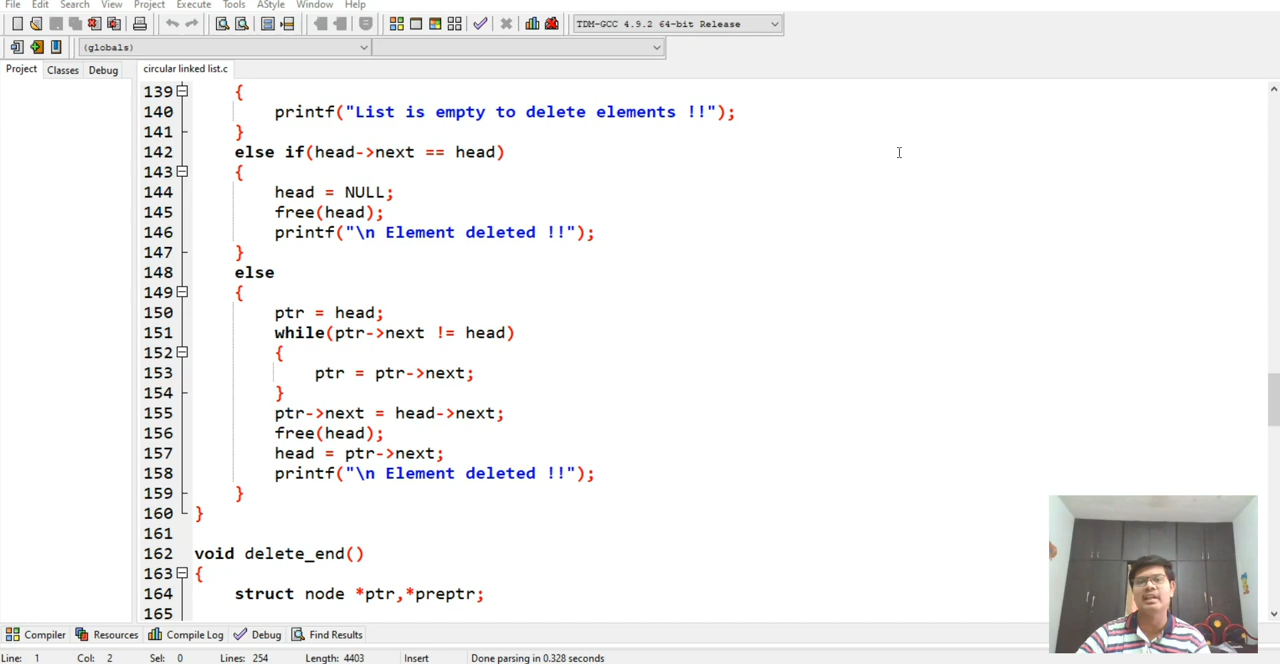 File Edit Search View Project Execute Tools AStyle Window Help
TDM-GCC 4.9.2 64-bit Release
(globals)
Project Classes Debug circular linked list.c
139 {
140 printf("List is empty to delete elements !!");
141 }
142 else if(head->next == head)
143 {
144 head = NULL;
145 free(head);
146 printf("\n Element deleted !!");
147 }
148 else
149 {
150 ptr = head;
151 while(ptr->next != head)
152 {
153 ptr = ptr->next;
154 }
155 ptr->next = head->next;
156 free(head);
157 head = ptr->next;
158 printf("\n Element deleted !!");
159 }
160 }
161
162 void delete_end()
163 {
164 struct node *ptr,*preptr;
165
Compiler Resources Compile Log Debug Find Results
Line: 1 Col: 2 Sel: 0 Lines: 254 Length: 4403 Insert Done parsing in 0.328 seconds